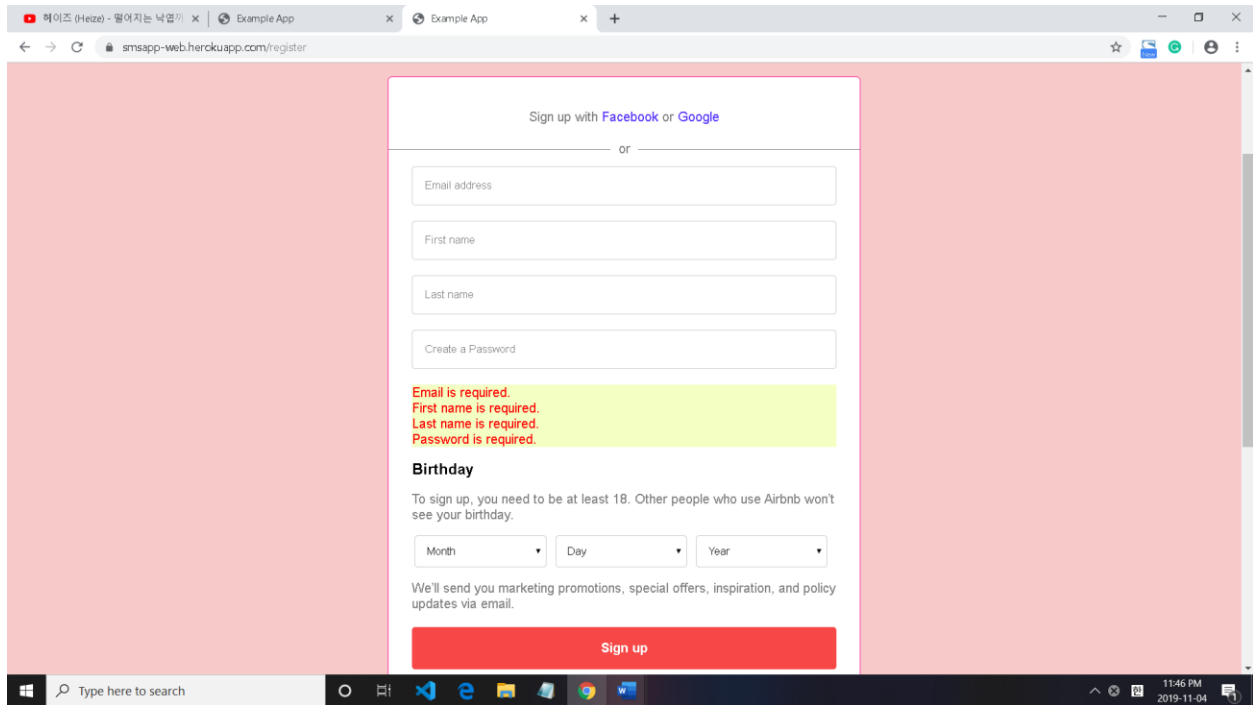 헤이즈 (Heize) - 떨어지는 낙엽까
Example App
Example App
smsapp-web.herokuapp.com/register
New
Sign up with Facebook or Google
or
Email address
First name
Last name
Create a Password
Email is required.
First name is required.
Last name is required.
Password is required.
Birthday
To sign up, you need to be at least 18. Other people who use Airbnb won't
see your birthday.
Month Day Year
We'll send you marketing promotions, special offers, inspiration, and policy
updates via email.
Sign up
Type here to search
한
11:46 PM
2019-11-04
1